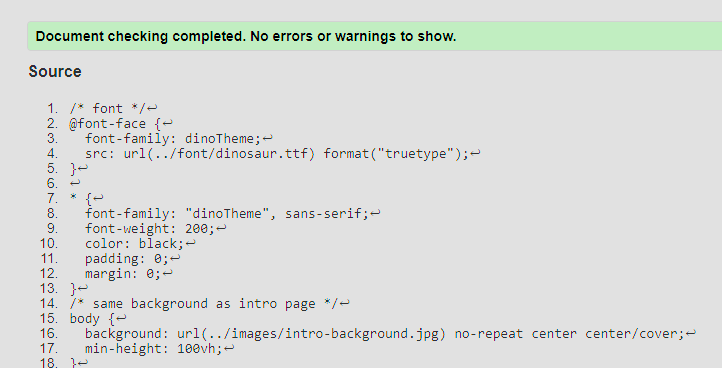 Document checking completed. No errors or warnings to show.
Source
1. /* font */↩
2. @font-face {↩
3. font-family: dinoTheme;↩
4. src: url(../font/dinosaur.ttf) format("truetype");↩
5. }↩
6. ↩
7. * {↩
8. font-family: "dinoTheme", sans-serif;↩
9. font-weight: 200;↩
10. color: black;↩
11. padding: 0;↩
12. margin: 0;↩
13. }↩
14. /* same background as intro page */↩
15. body {↩
16. background: url(../images/intro-background.jpg) no-repeat center center/cover;↩
17. min-height: 100vh;↩
18. }↩